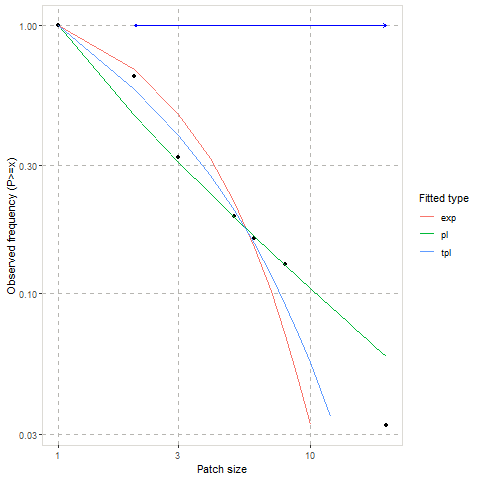 1.00
0.30
0.10
0.03
Observed frequency (P>=x)
1
3
10
Patch size
Fitted type
exp
pl
tpl